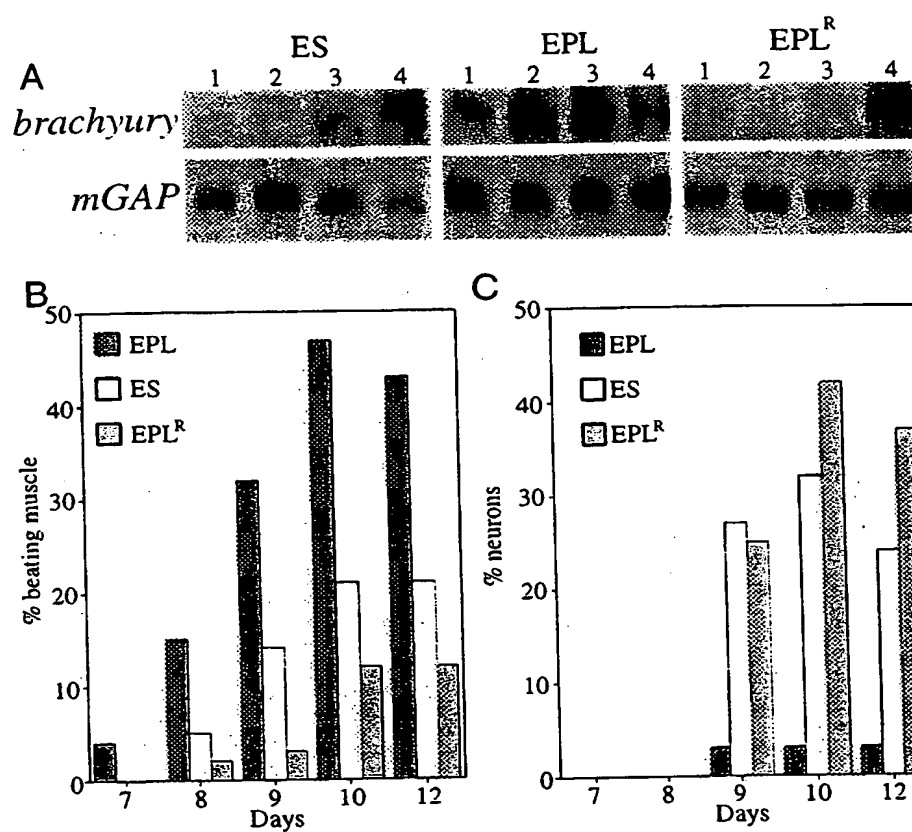 ES EPL EPL^R
A 1 2 3 4 1 2 3 4 1 2 3 4
brachyury
mGAP
B
50
40
30
20
10
0
% beating muscle
EPL
ES
EPL^R
7 8 9 10 12
Days
C
50
40
30
20
10
0
% neurons
EPL
ES
EPL^R
7 8 9 10 12
Days